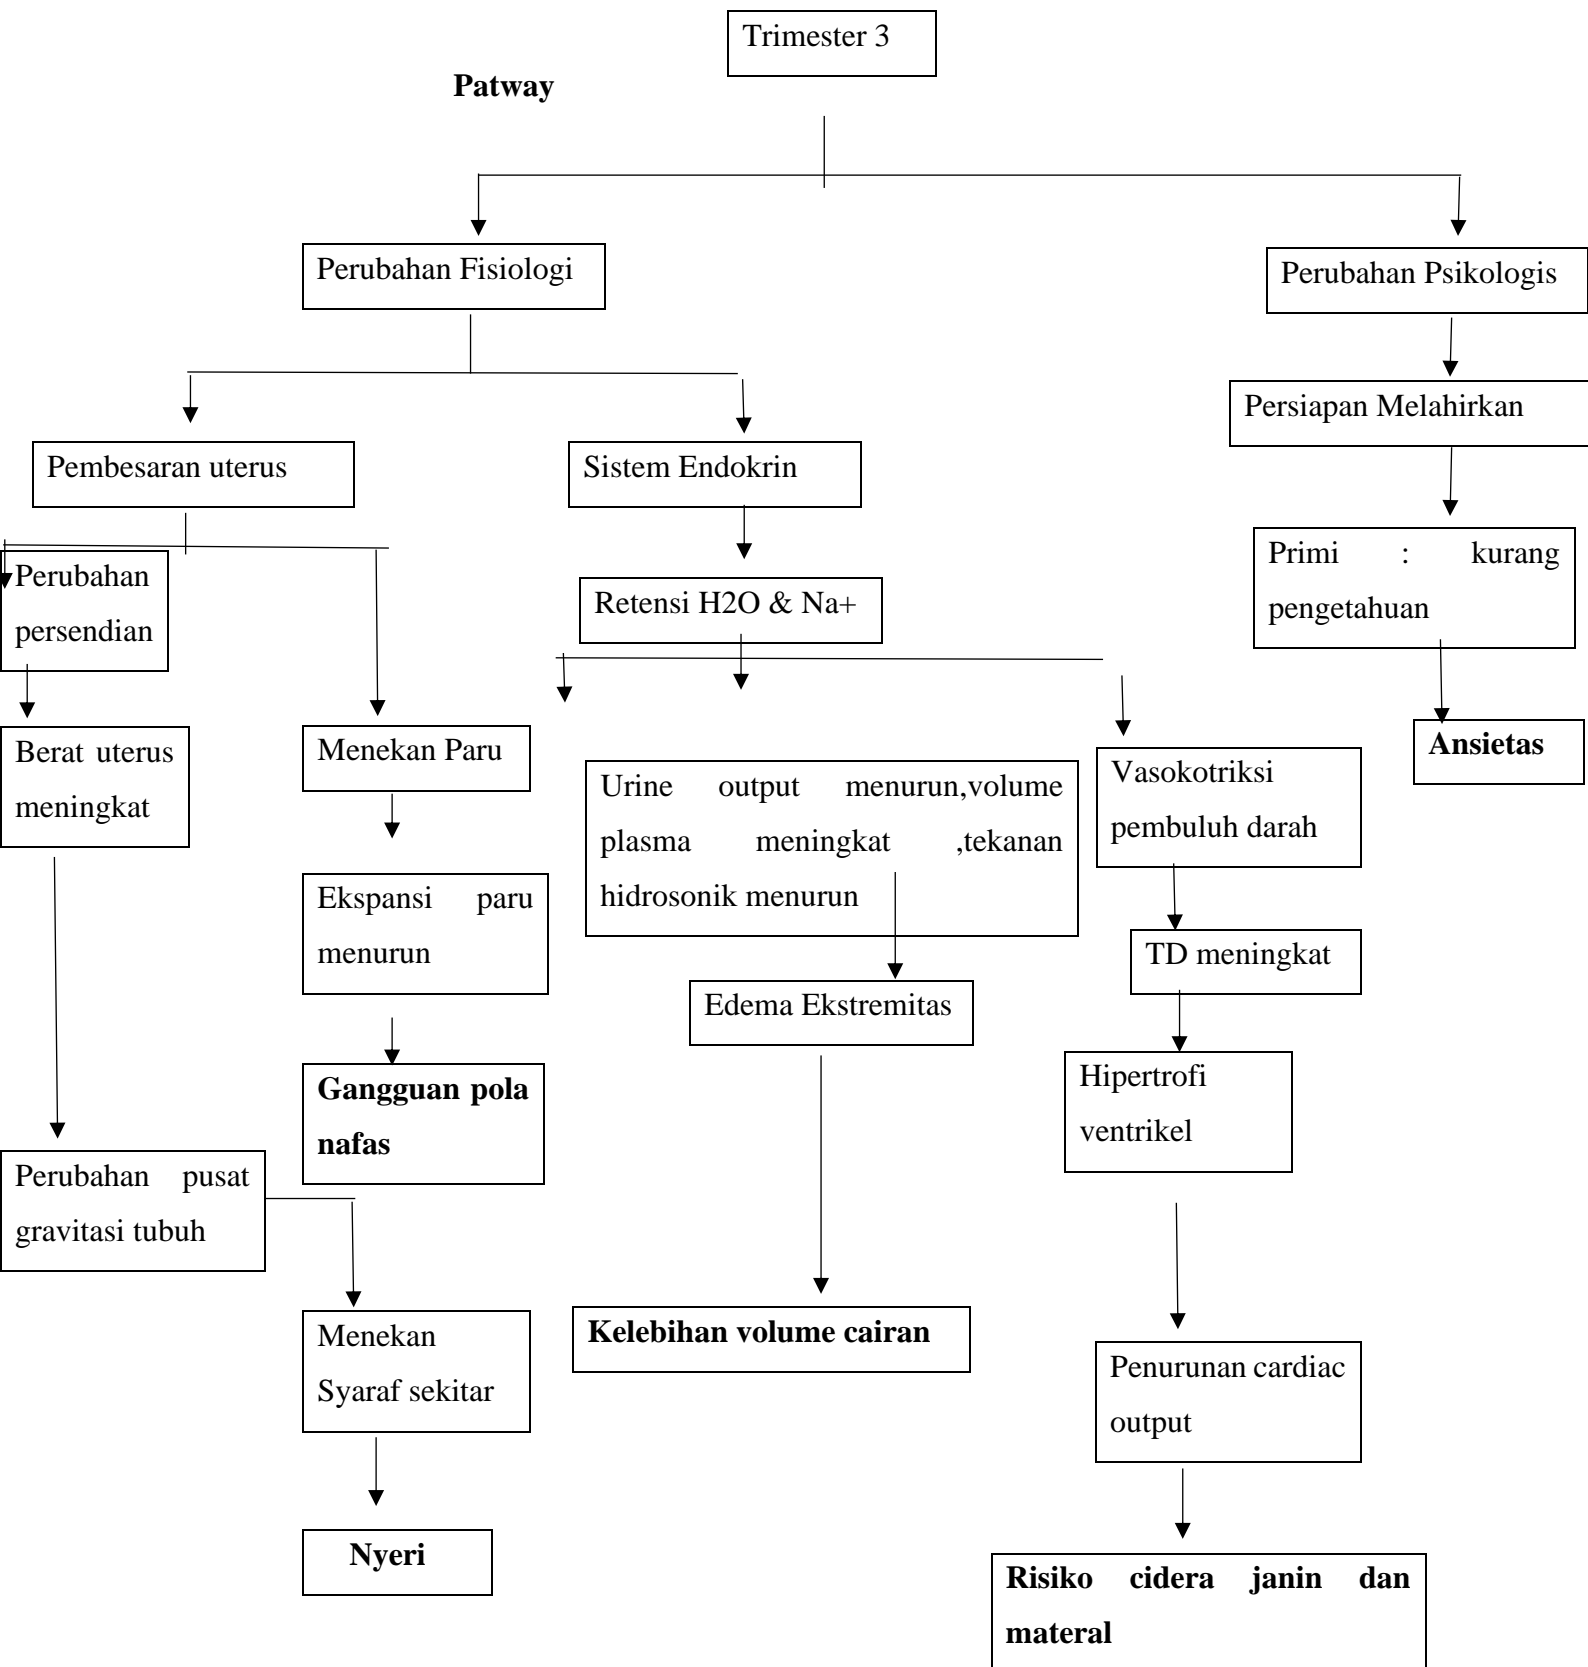 Trimester 3
Patway
Perubahan Fisiologi
Perubahan Psikologis
Persiapan Melahirkan
Pembesaran uterus
Sistem Endokrin
Primi : kurang
pengetahuan
Perubahan
persendian
Retensi H2O & Na+
Berat uterus
meningkat
Menekan Paru
Urine output menurun,volume
plasma meningkat ,tekanan
hidrosonik menurun
Vasokotriksi
pembuluh darah
Ansietas
Ekspansi paru
menurun
TD meningkat
Edema Ekstremitas
Gangguan pola
nafas
Hipertrofi
ventrikel
Perubahan pusat
gravitasi tubuh
Menekan
Syaraf sekitar
Kelebihan volume cairan
Penurunan cardiac
output
Nyeri
Risiko cidera janin dan
materal